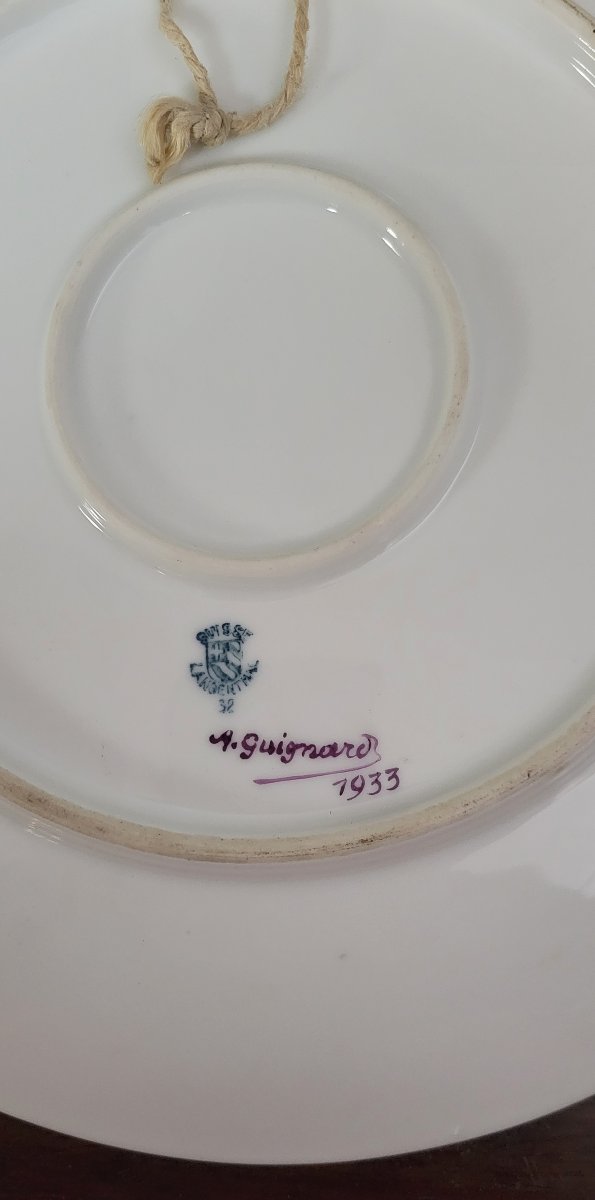 SUISSE
LANGENTHAL
32
A. Guignard
1933